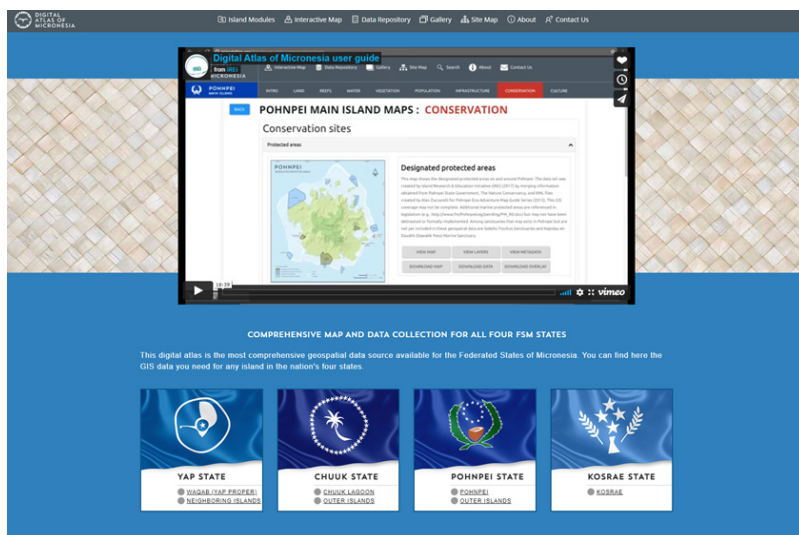 DIGITAL
ATLAS OF
MICRONESIA
Island Modules
Interactive Map
Data Repository
Gallery
Site Map
About
Contact Us
Digital Atlas of Micronesia user guide
from IREI
MICRONESIA
Interactive Map
Data Repository
Gallery
Site Map
Search
About
Contact Us
POHNPEI
MAIN ISLAND
INTRO
LAND
REEFS
WATER
VEGETATION
POPULATION
INFRASTRUCTURE
CONSERVATION
CULTURE
BACK
POHNPEI MAIN ISLAND MAPS : CONSERVATION
Conservation sites
Protected areas
POHNPEI
Designated protected areas
VIEW MAP
VIEW LAYERS
VIEW METADATA
DOWNLOAD MAP
DOWNLOAD DATA
DOWNLOAD OVERLAY
vimeo
COMPREHENSIVE MAP AND DATA COLLECTION FOR ALL FOUR FSM STATES
This digital atlas is the most comprehensive geospatial data source available for the Federated States of Micronesia. You can find here the
GIS data you need for any island in the nation's four states.
YAP STATE
WAQAB (YAP PROPER)
NEIGHBORING ISLANDS
CHUUK STATE
CHUUK LAGOON
OUTER ISLANDS
POHNPEI STATE
POHNPEI
OUTER ISLANDS
KOSRAE STATE
KOSRAE